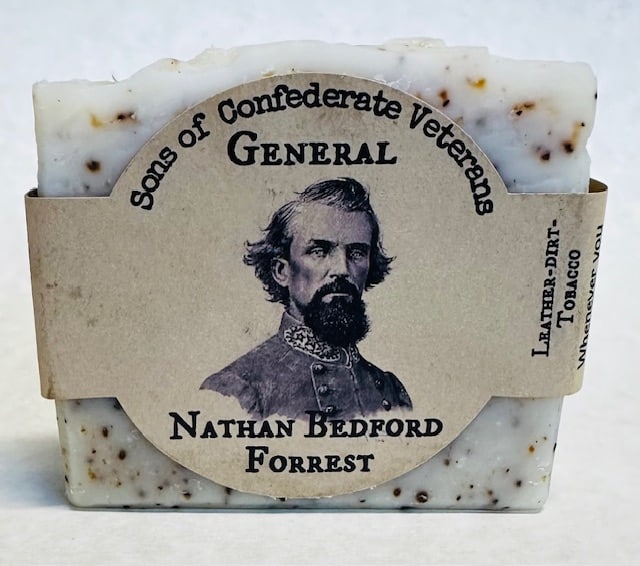 Sons of Confederate Veterans
GENERAL
NATHAN BEDFORD
FORREST
LEATHER-DIRT-
TOBACCO
Whenever you